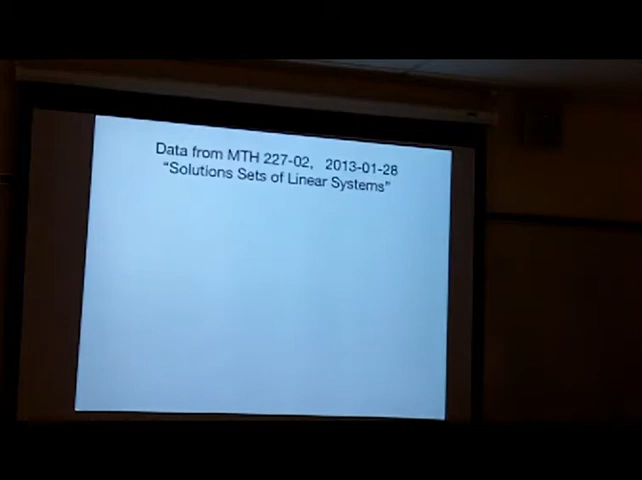 Data from MTH 227-02, 2013-01-28
“Solutions Sets of Linear Systems”